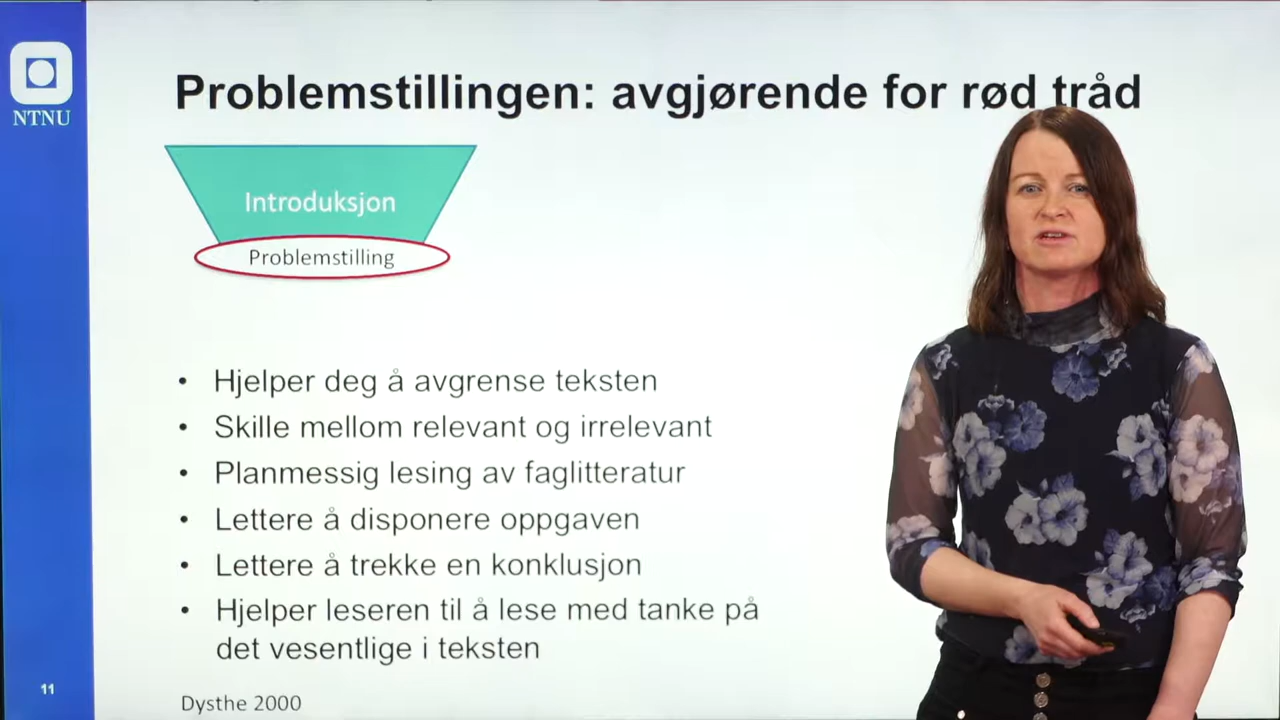 Problemstillingen: avgjørende for rød tråd
NTNU
Introduksjon
Problemstilling
• Hjelper deg å avgrense teksten
• Skille mellom relevant og irrelevant
• Planmessig lesing av faglitteratur
• Lettere å disponere oppgaven
• Lettere å trekke en konklusjon
• Hjelper leseren til å lese med tanke på
det vesentlige i teksten
11
Dysthe 2000